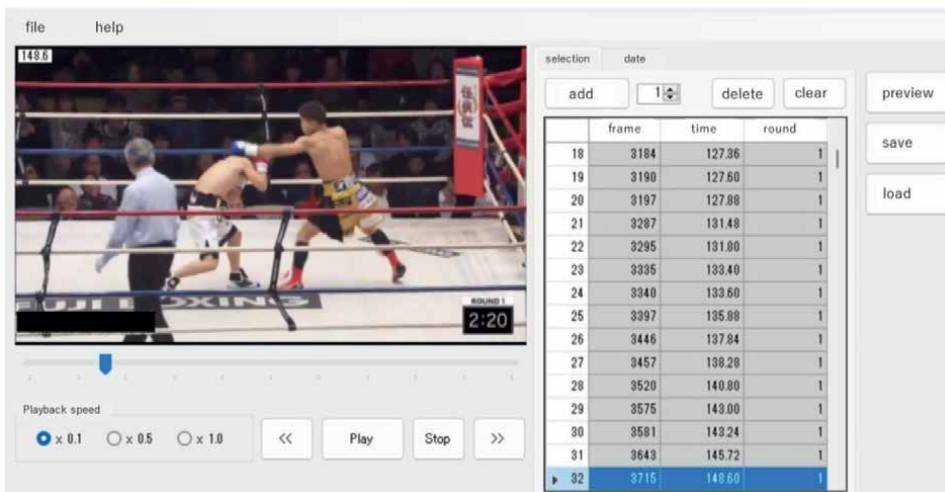 file help
148.6
FUJI BOXING
ROUND 1
2:20
Playback speed
x 0.1 x 0.5 x 1.0
<< Play Stop >>
selection date
add 1 delete clear
frame time round
18 3184 127.36 1
19 3190 127.60 1
20 3197 127.88 1
21 3287 131.48 1
22 3295 131.80 1
23 3335 133.40 1
24 3340 133.60 1
25 3397 135.88 1
26 3446 137.84 1
27 3457 138.28 1
28 3520 140.80 1
29 3575 143.00 1
30 3581 143.24 1
31 3643 145.72 1
32 3715 148.60 1
preview
save
load